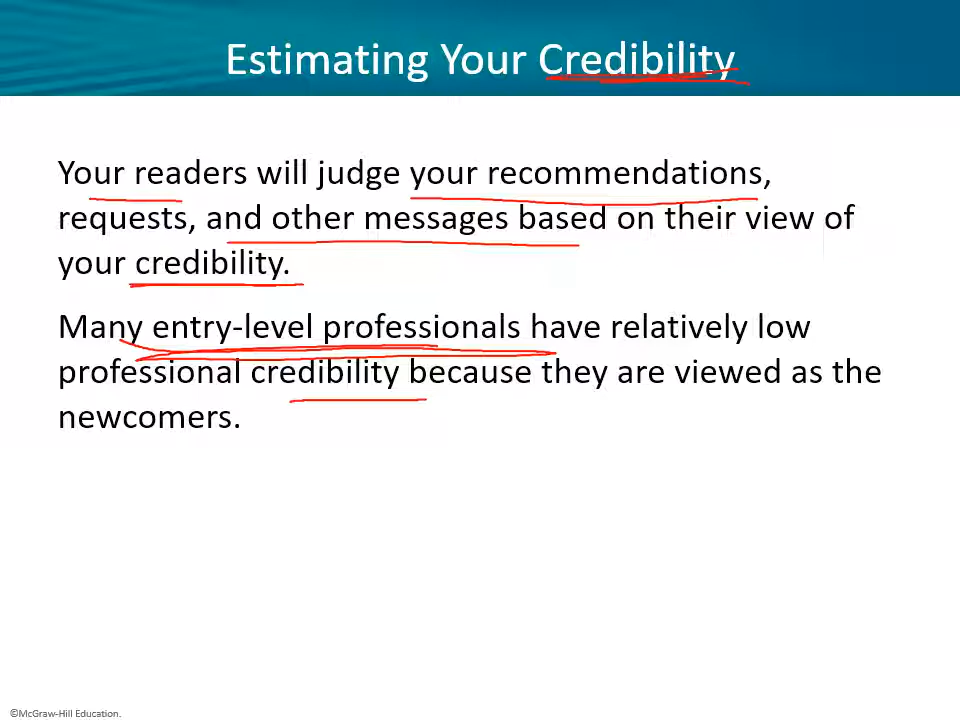 Estimating Your Credibility
Your readers will judge your recommendations,
requests, and other messages based on their view of
your credibility.
Many entry-level professionals have relatively low
professional credibility because they are viewed as the
newcomers.
©McGraw-Hill Education.